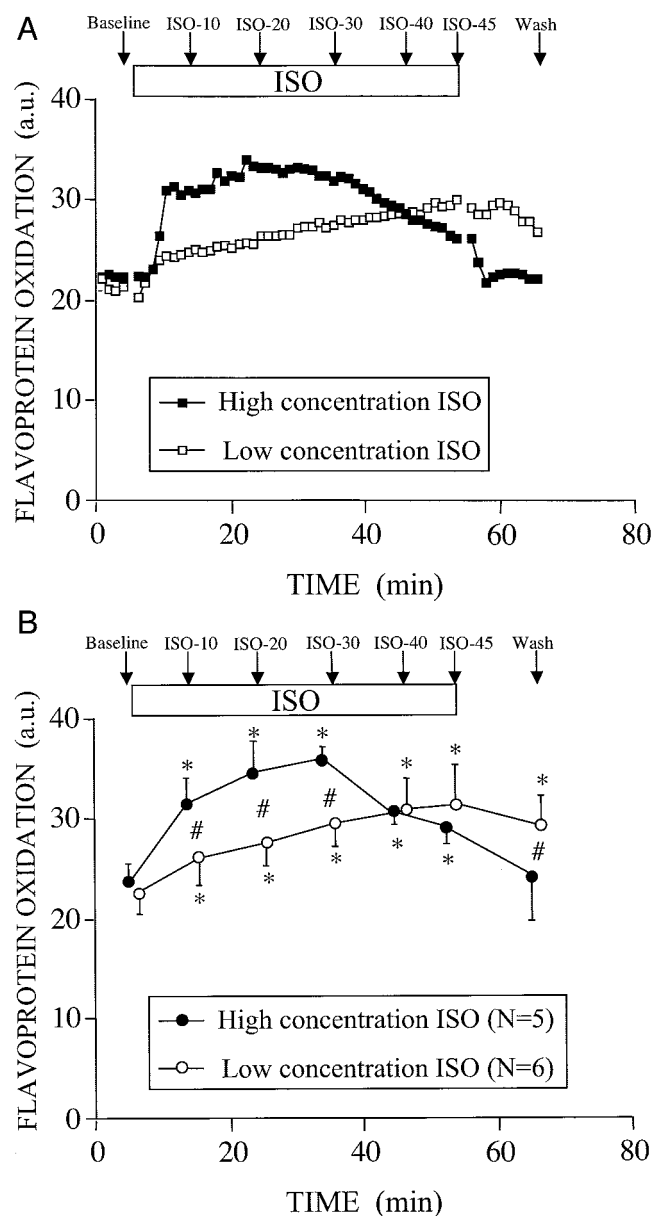 A
Baseline ISO-10 ISO-20 ISO-30 ISO-40 ISO-45 Wash
ISO
FLAVOPROTEIN OXIDATION (a.u.)
40
30
20
10
0
High concentration ISO
Low concentration ISO
0 20 40 60 80
TIME (min)
B
Baseline ISO-10 ISO-20 ISO-30 ISO-40 ISO-45 Wash
ISO
FLAVOPROTEIN OXIDATION (a.u.)
40
30
20
10
0
* * * * * *
# # # #
* * * * *
High concentration ISO (N=5)
Low concentration ISO (N=6)
0 20 40 60 80
TIME (min)